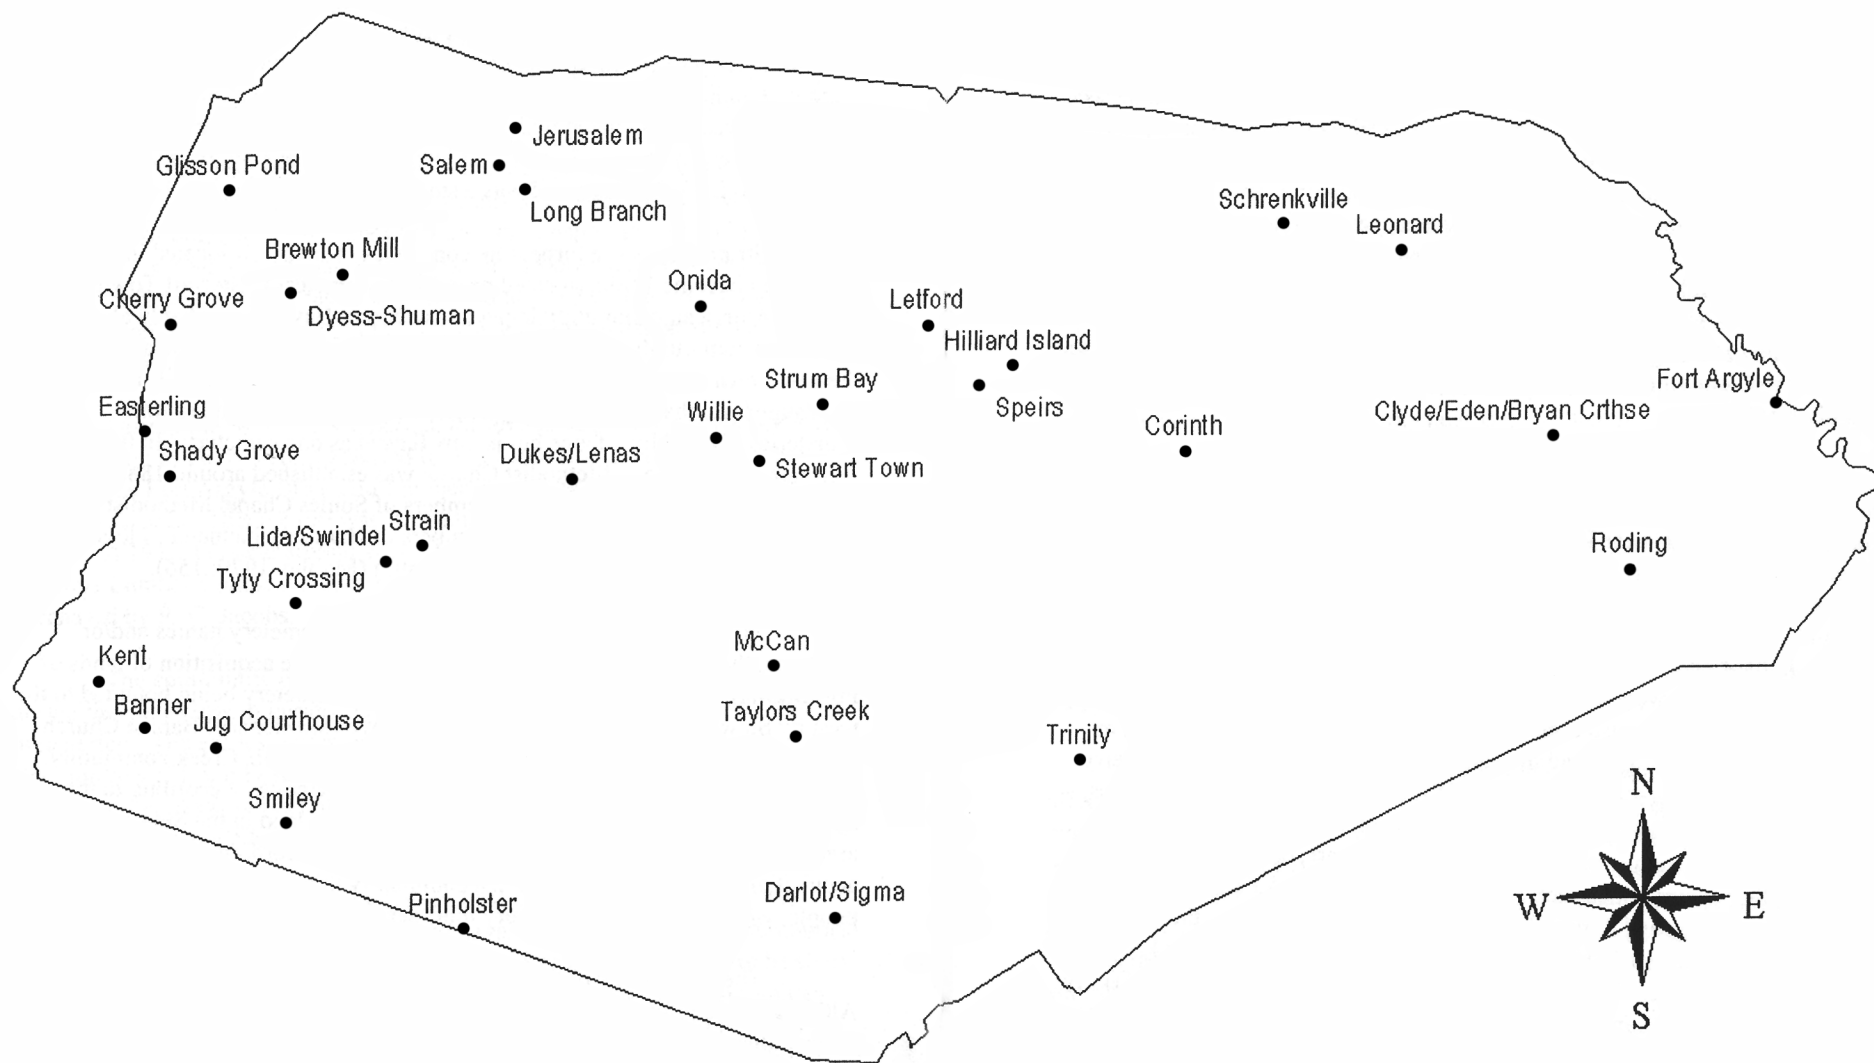 Jerusalem
Salem
Glisson Pond
Long Branch
Schrenkville
Leonard
Brewton Mill
Onida
Cherry Grove
Letford
Dyess-Shuman
Hilliard Island
Strum Bay
Fort Argyle
Easterling
Willie
Speirs
Clyde/Eden/Bryan Crthse
Corinth
Shady Grove
Dukes/Lenas
Stewart Town
Strain
Lida/Swindel
Roding
Tyty Crossing
McCan
Kent
Banner
Jug Courthouse
Taylors Creek
Trinity
N
Smiley
Darlot/Sigma
Pinholster
W
E
S